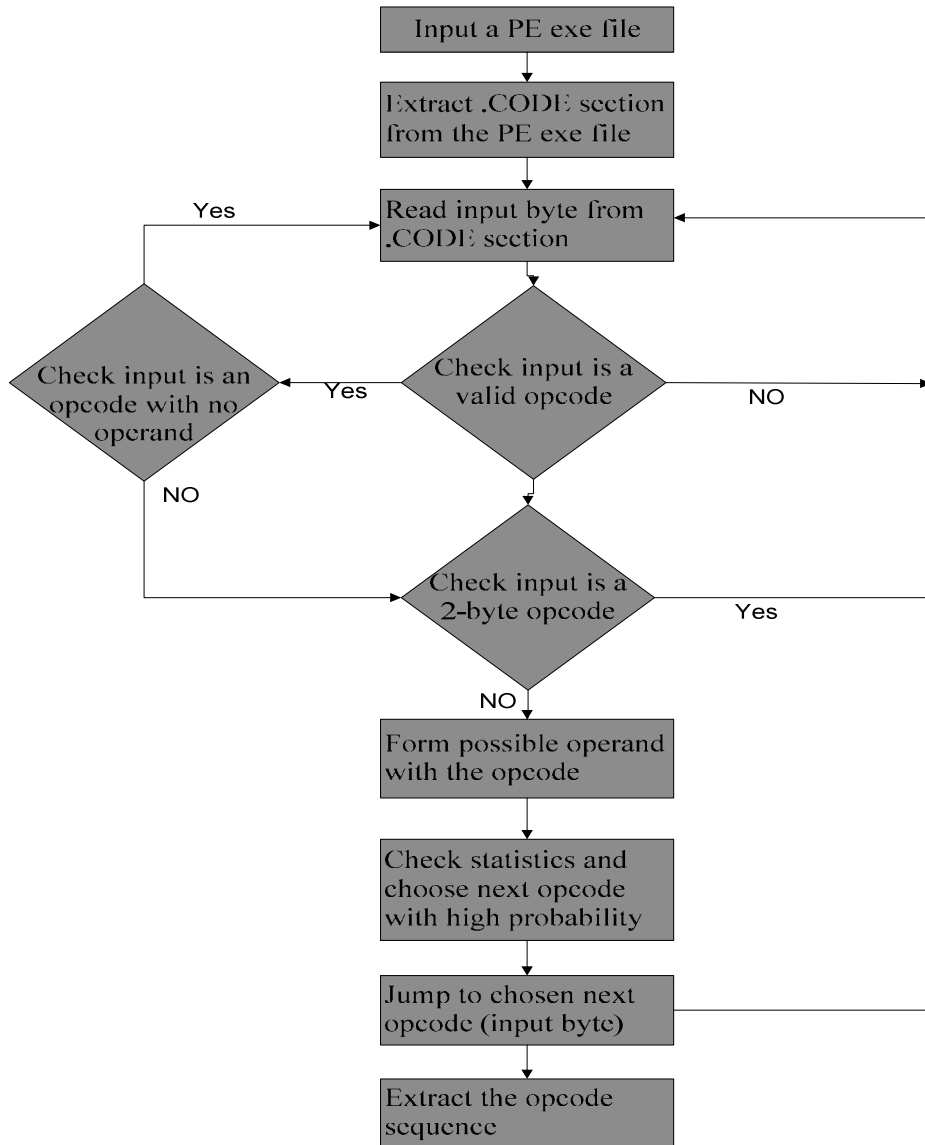 Input a PE exe file
Extract .CODE section
from the PE exe file
Yes
Read input byte from
.CODE section
Check input is an
opcode with no
operand
Yes
Check input is a
valid opcode
NO
NO
Check input is a
2-byte opcode
Yes
NO
Form possible operand
with the opcode
Check statistics and
choose next opcode
with high probability
Jump to chosen next
opcode (input byte)
Extract the opcode
sequence